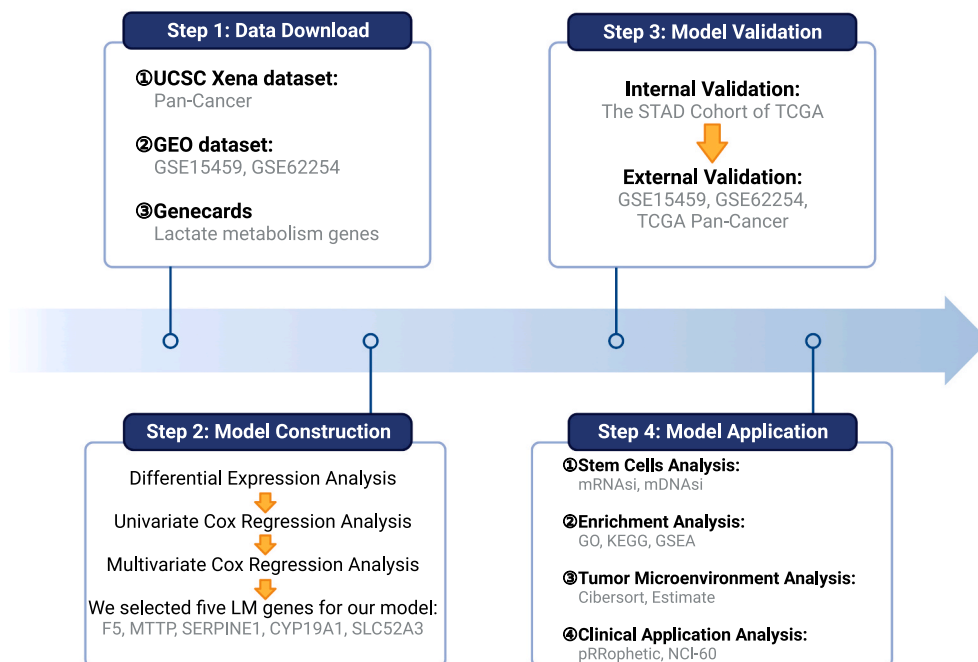 Step 1: Data Download
①UCSC Xena dataset:
Pan-Cancer
②GEO dataset:
GSE15459, GSE62254
③Genecards
Lactate metabolism genes
Step 2: Model Construction
Differential Expression Analysis
Univariate Cox Regression Analysis
Multivariate Cox Regression Analysis
We selected five LM genes for our model:
F5, MTTP, SERPINE1, CYP19A1, SLC52A3
Step 3: Model Validation
Internal Validation:
The STAD Cohort of TCGA
External Validation:
GSE15459, GSE62254,
TCGA Pan-Cancer
Step 4: Model Application
①Stem Cells Analysis:
mRNAsi, mDNAsi
②Enrichment Analysis:
GO, KEGG, GSEA
③Tumor Microenvironment Analysis:
Cibersort, Estimate
④Clinical Application Analysis:
pRRophetic, NCI-60